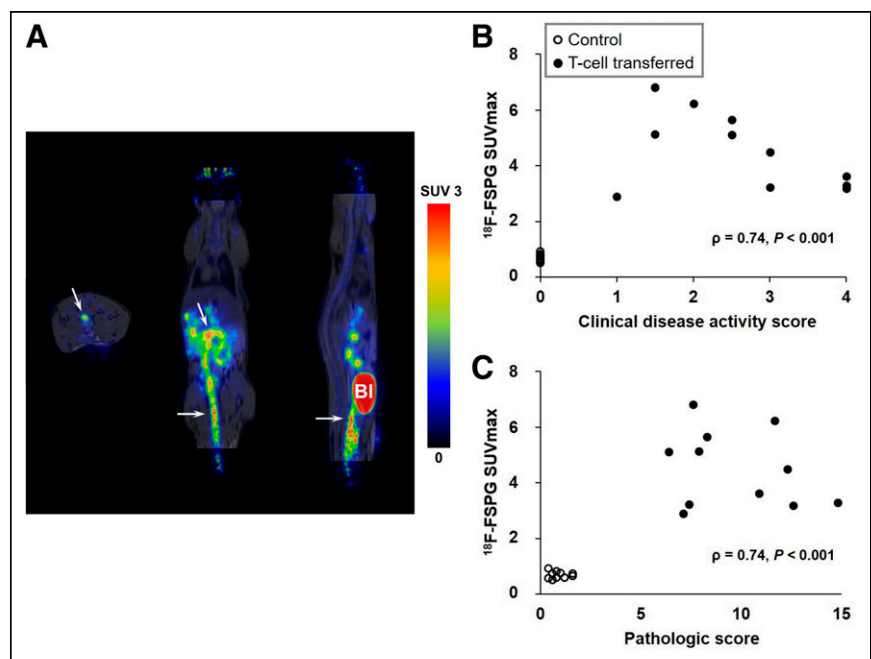 A
SUV 3
0
BI
B
Control
T-cell transferred
8
6
4
2
0
¹⁸F-FSPG SUVmax
ρ = 0.74, P < 0.001
0 1 2 3 4
Clinical disease activity score
C
8
6
4
2
0
¹⁸F-FSPG SUVmax
ρ = 0.74, P < 0.001
0 5 10 15
Pathologic score